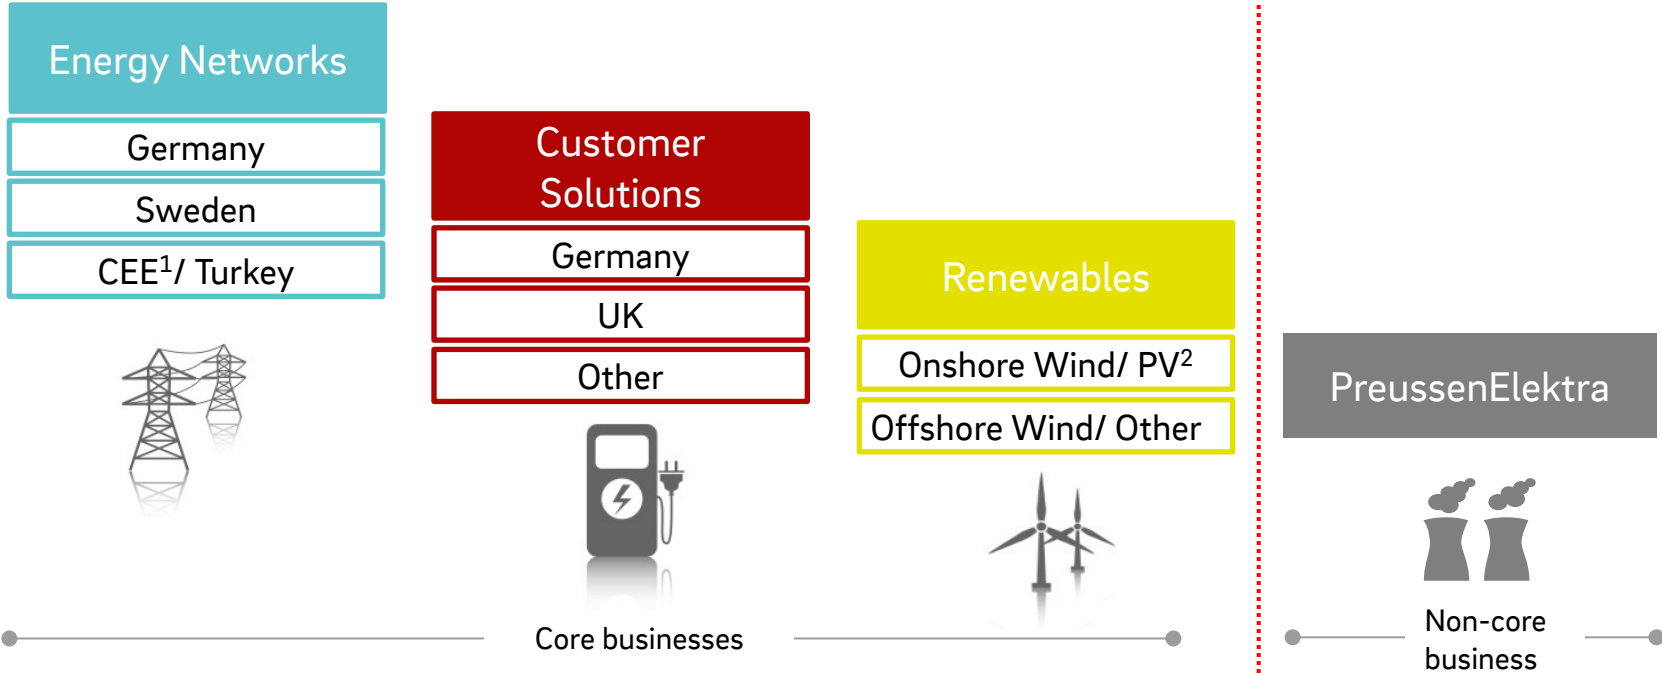 Energy Networks
Germany
Sweden
CEE¹/ Turkey
Customer
Solutions
Germany
UK
Other
Renewables
Onshore Wind/ PV²
Offshore Wind/ Other
PreussenElektra
Core businesses
Non-core
business